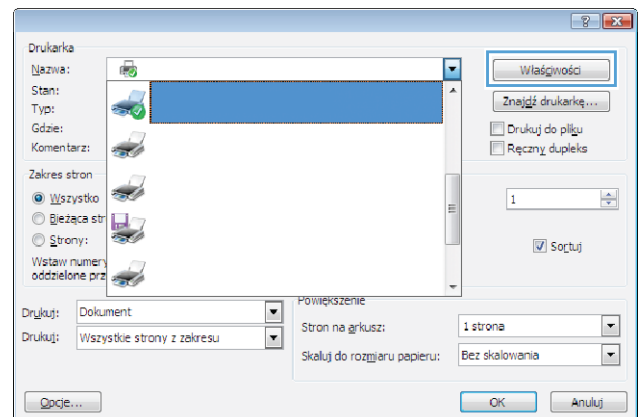 Drukarka
Nazwa:
Właściwości
Stan:
Znajdź drukarkę...
Typ:
Gdzie:
Drukuj do pliku
Komentarz:
Ręczny dupleks
Zakres stron
Wszystko
1
Bieżąca str
Strony:
Sortuj
Wstaw numery
oddzielone prz
Powiększenie
Drukuj: Dokument
Stron na arkusz: 1 strona
Drukuj: Wszystkie strony z zakresu
Skaluj do rozmiaru papieru: Bez skalowania
Opcje...
OK
Anuluj